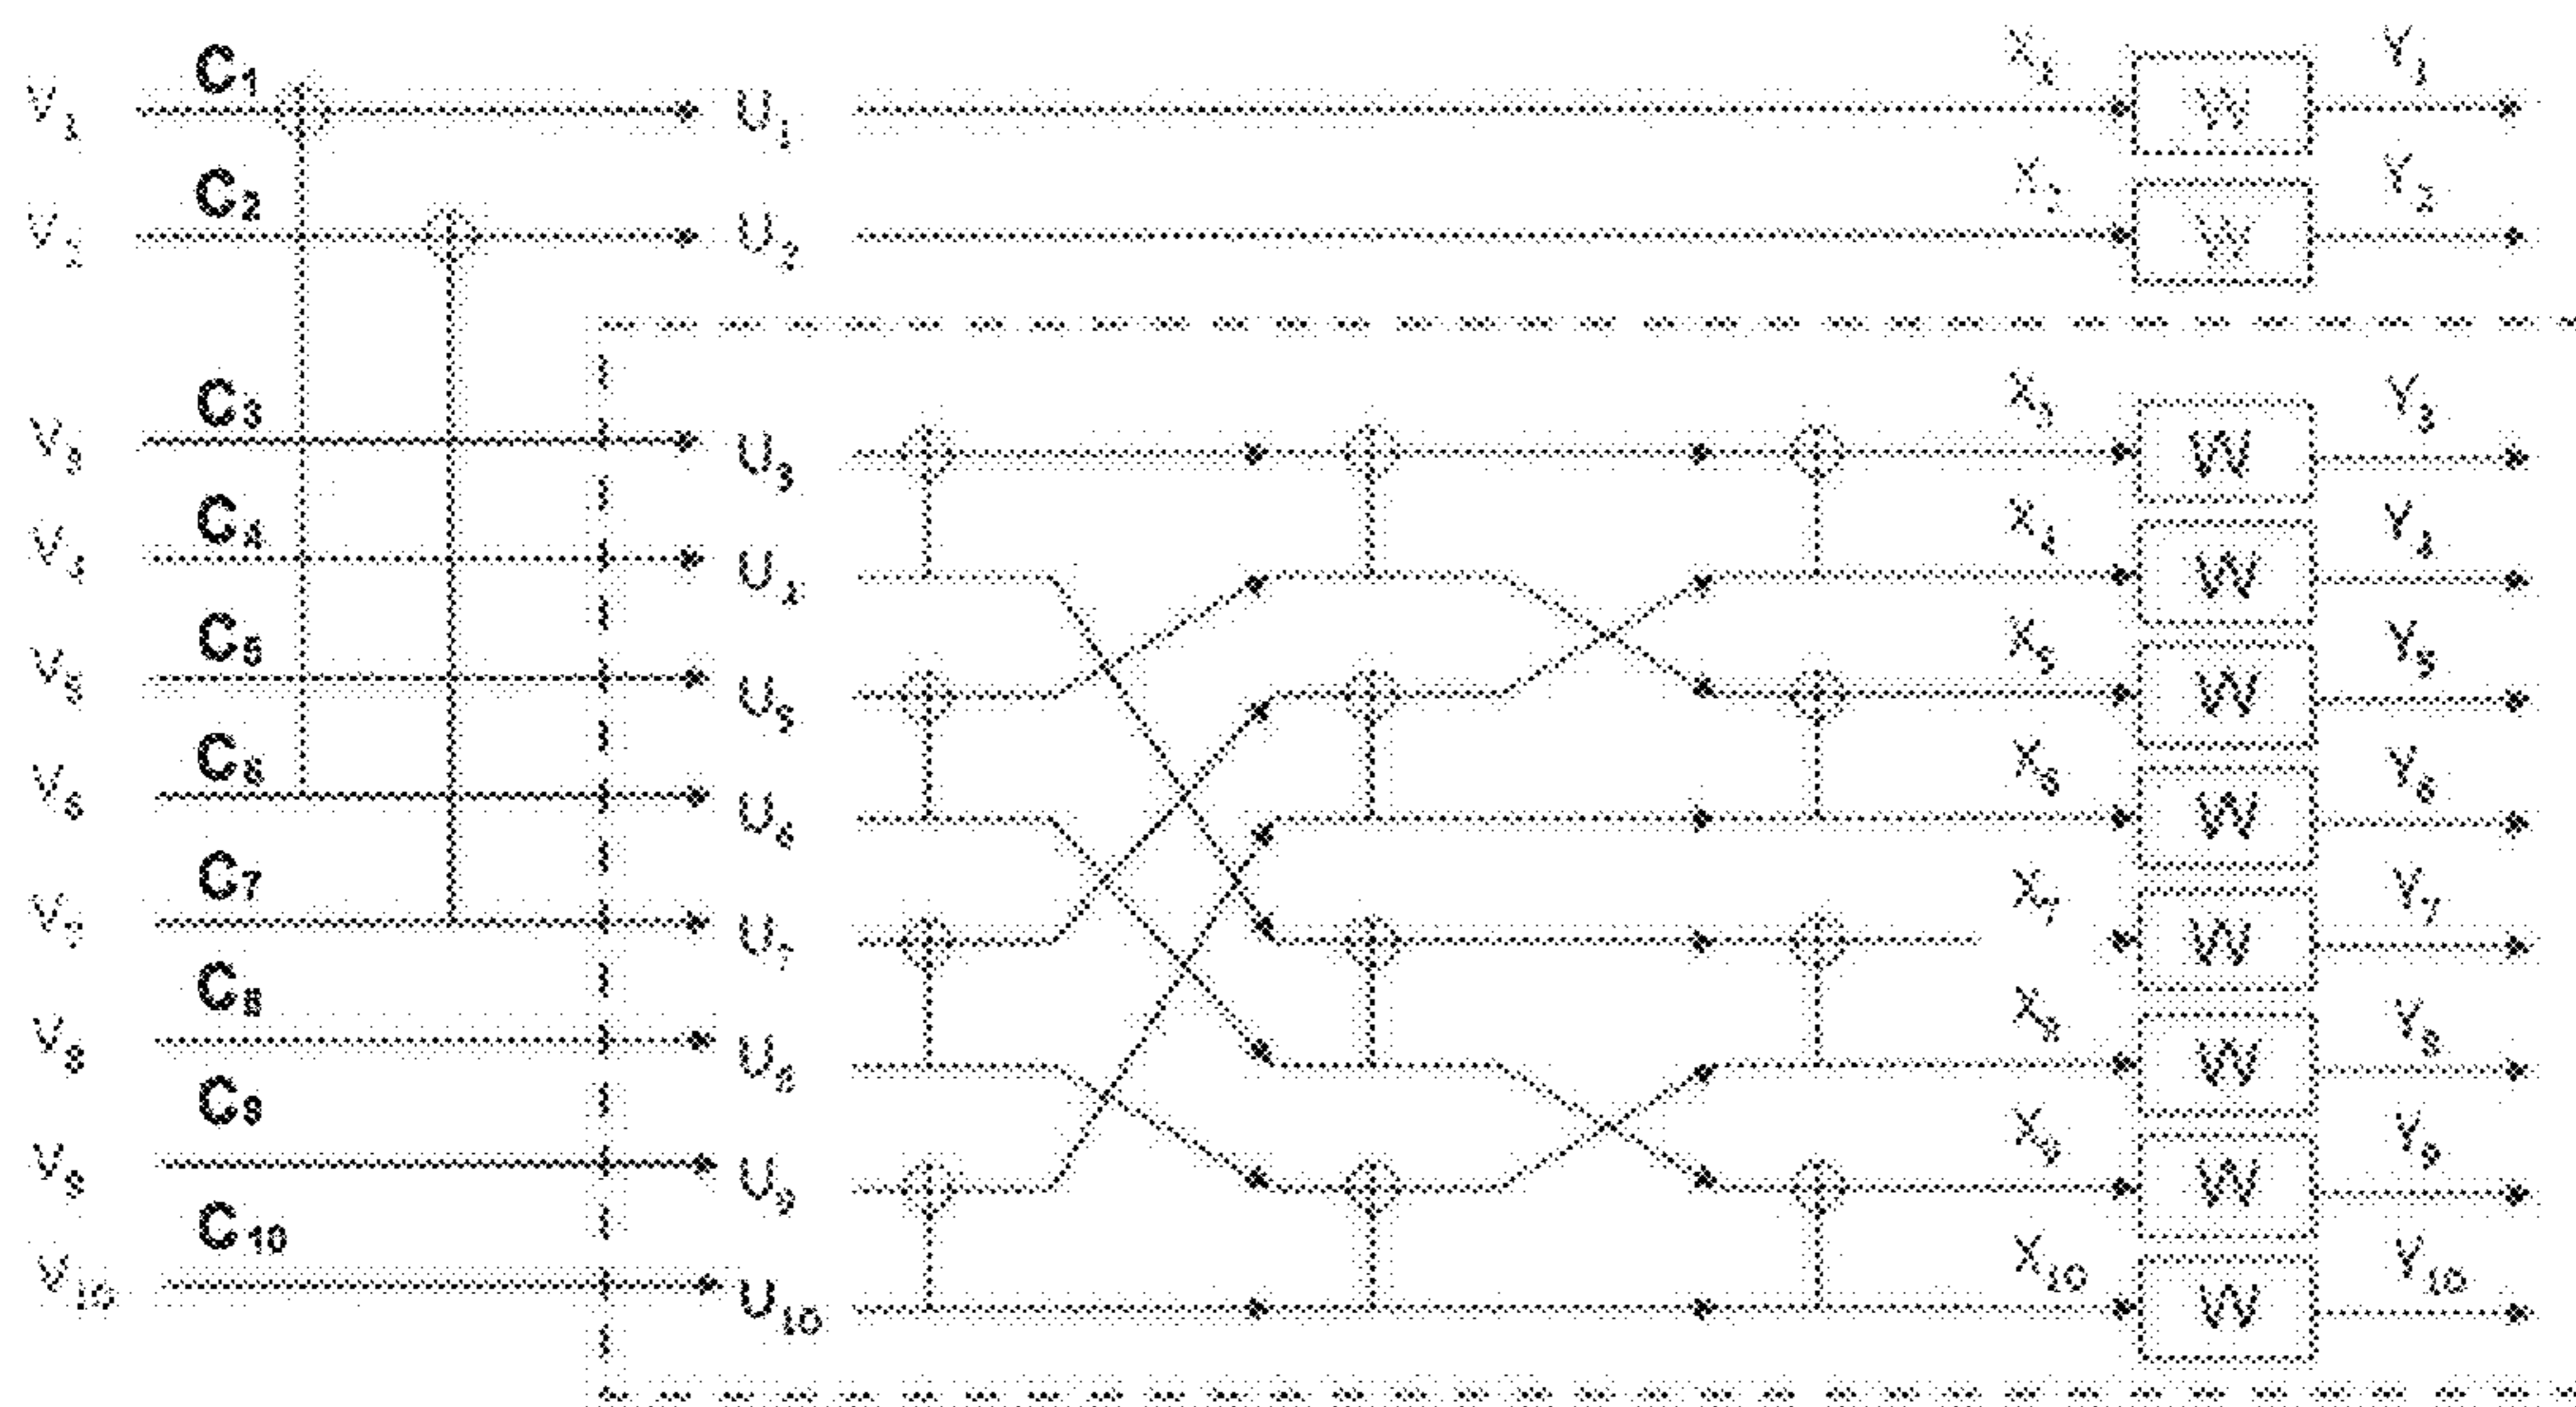 V1 C1 U1 X1 W Y1
V2 C2 U2 X2 W Y2
V3 C3 U3 X3 W Y3
V4 C4 U4 X4 W Y4
V5 C5 U5 X5 W Y5
V6 C6 U6 X6 W Y6
V7 C7 U7 X7 W Y7
V8 C8 U8 X8 W Y8
V9 C9 U9 X9 W Y9
V10 C10 U10 X10 W Y10